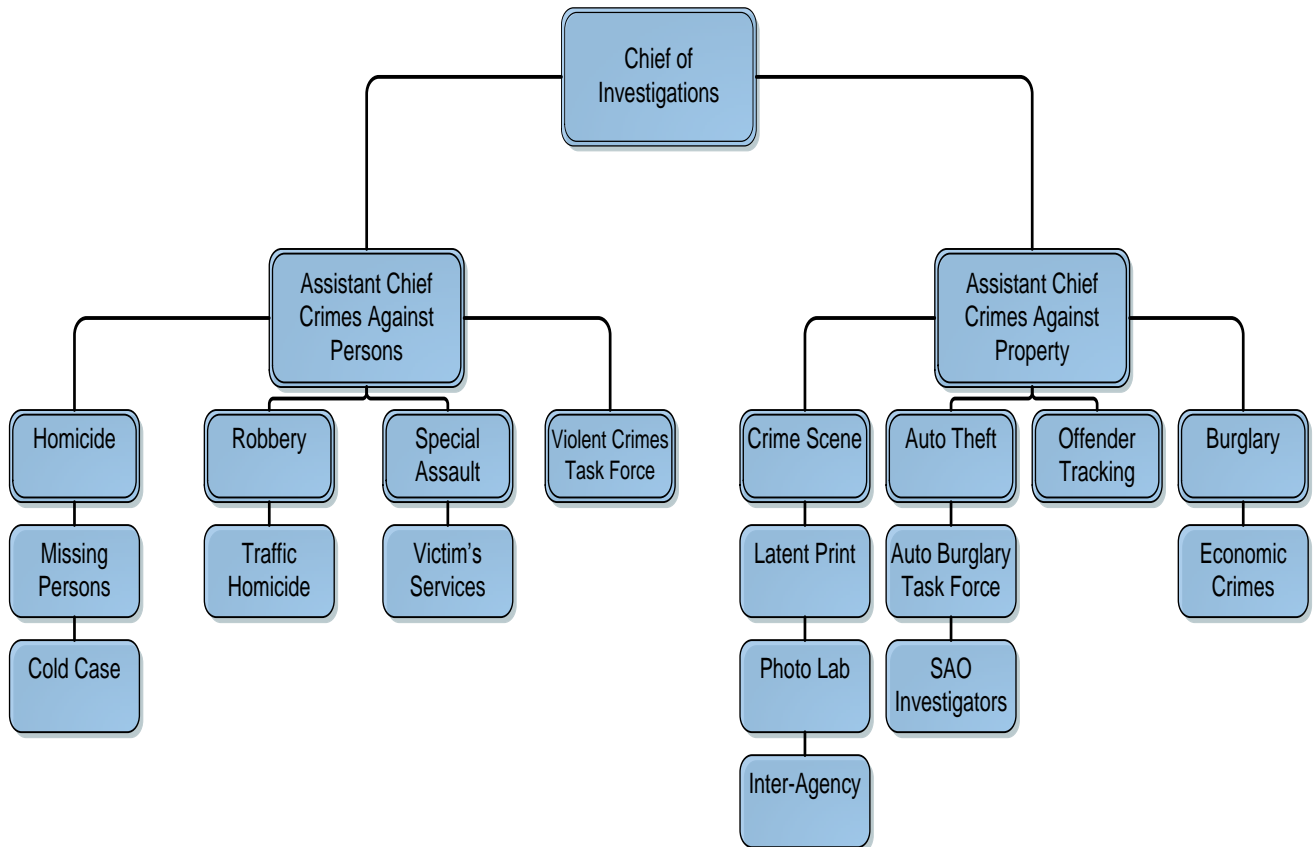 Chief of
Investigations
Assistant Chief
Crimes Against
Persons
Assistant Chief
Crimes Against
Property
Homicide
Robbery
Special
Assault
Violent Crimes
Task Force
Crime Scene
Auto Theft
Offender
Tracking
Burglary
Missing
Persons
Traffic
Homicide
Victim's
Services
Latent Print
Auto Burglary
Task Force
Economic
Crimes
Cold Case
Photo Lab
SAO
Investigators
Inter-Agency